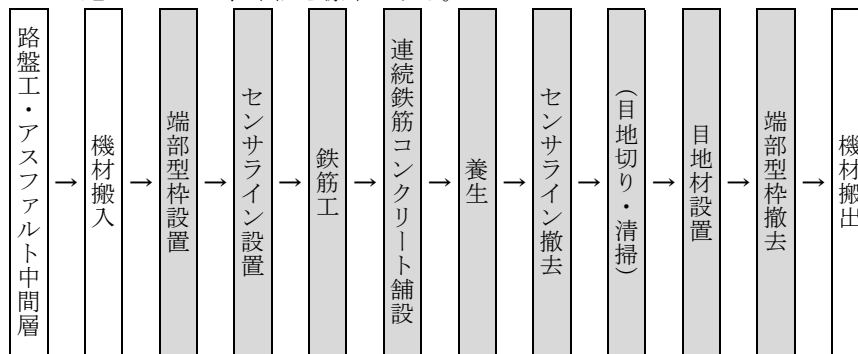 路盤工・アスファルト中間層
→
機材搬入
→
端部型枠設置
→
センサライン設置
→
鉄筋工
→
連続鉄筋コンクリート舗設
→
養生
→
センサライン撤去
→
(目地切り・清掃)
→
目地材設置
→
端部型枠撤去
→
機材搬出